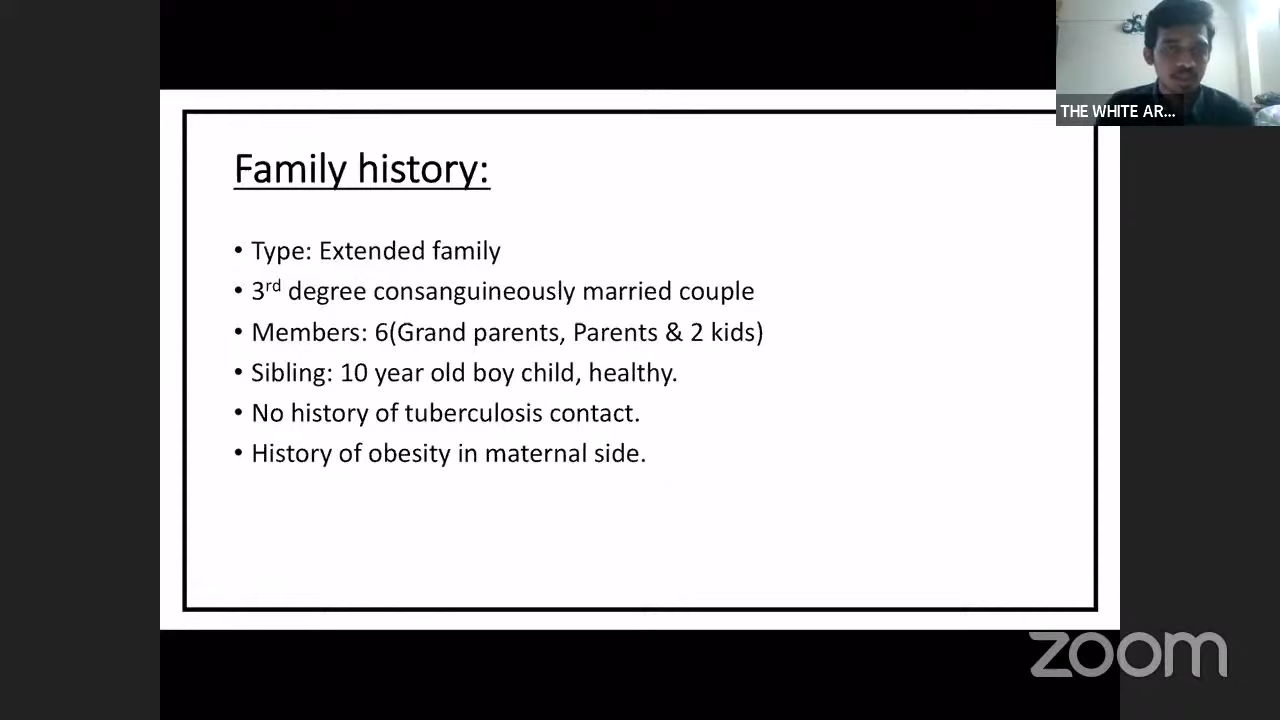 THE WHITE AR...
Family history:
• Type: Extended family
• 3rd degree consanguineously married couple
• Members: 6(Grand parents, Parents & 2 kids)
• Sibling: 10 year old boy child, healthy.
• No history of tuberculosis contact.
• History of obesity in maternal side.
zoom